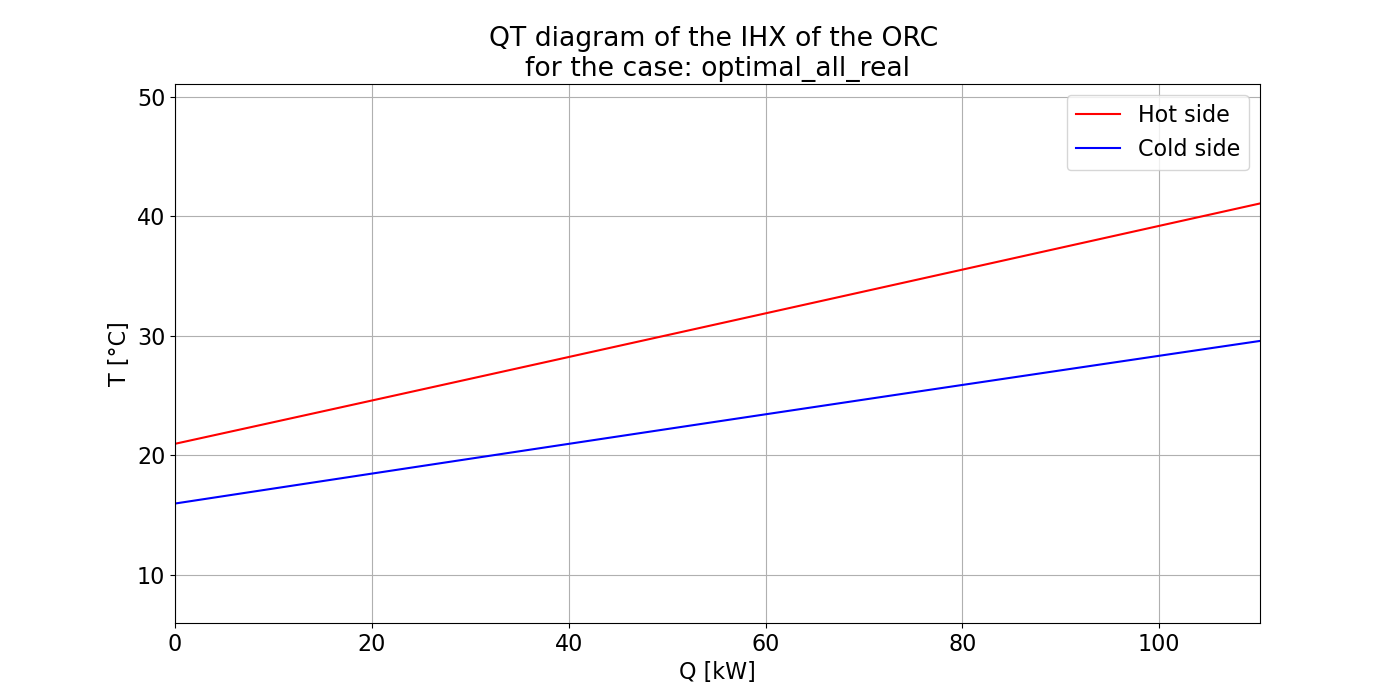 QT diagram of the IHX of the ORC
for the case: optimal_all_real
Hot side
Cold side
50
40
30
20
10
T [°C]
0
20
40
60
80
100
Q [kW]